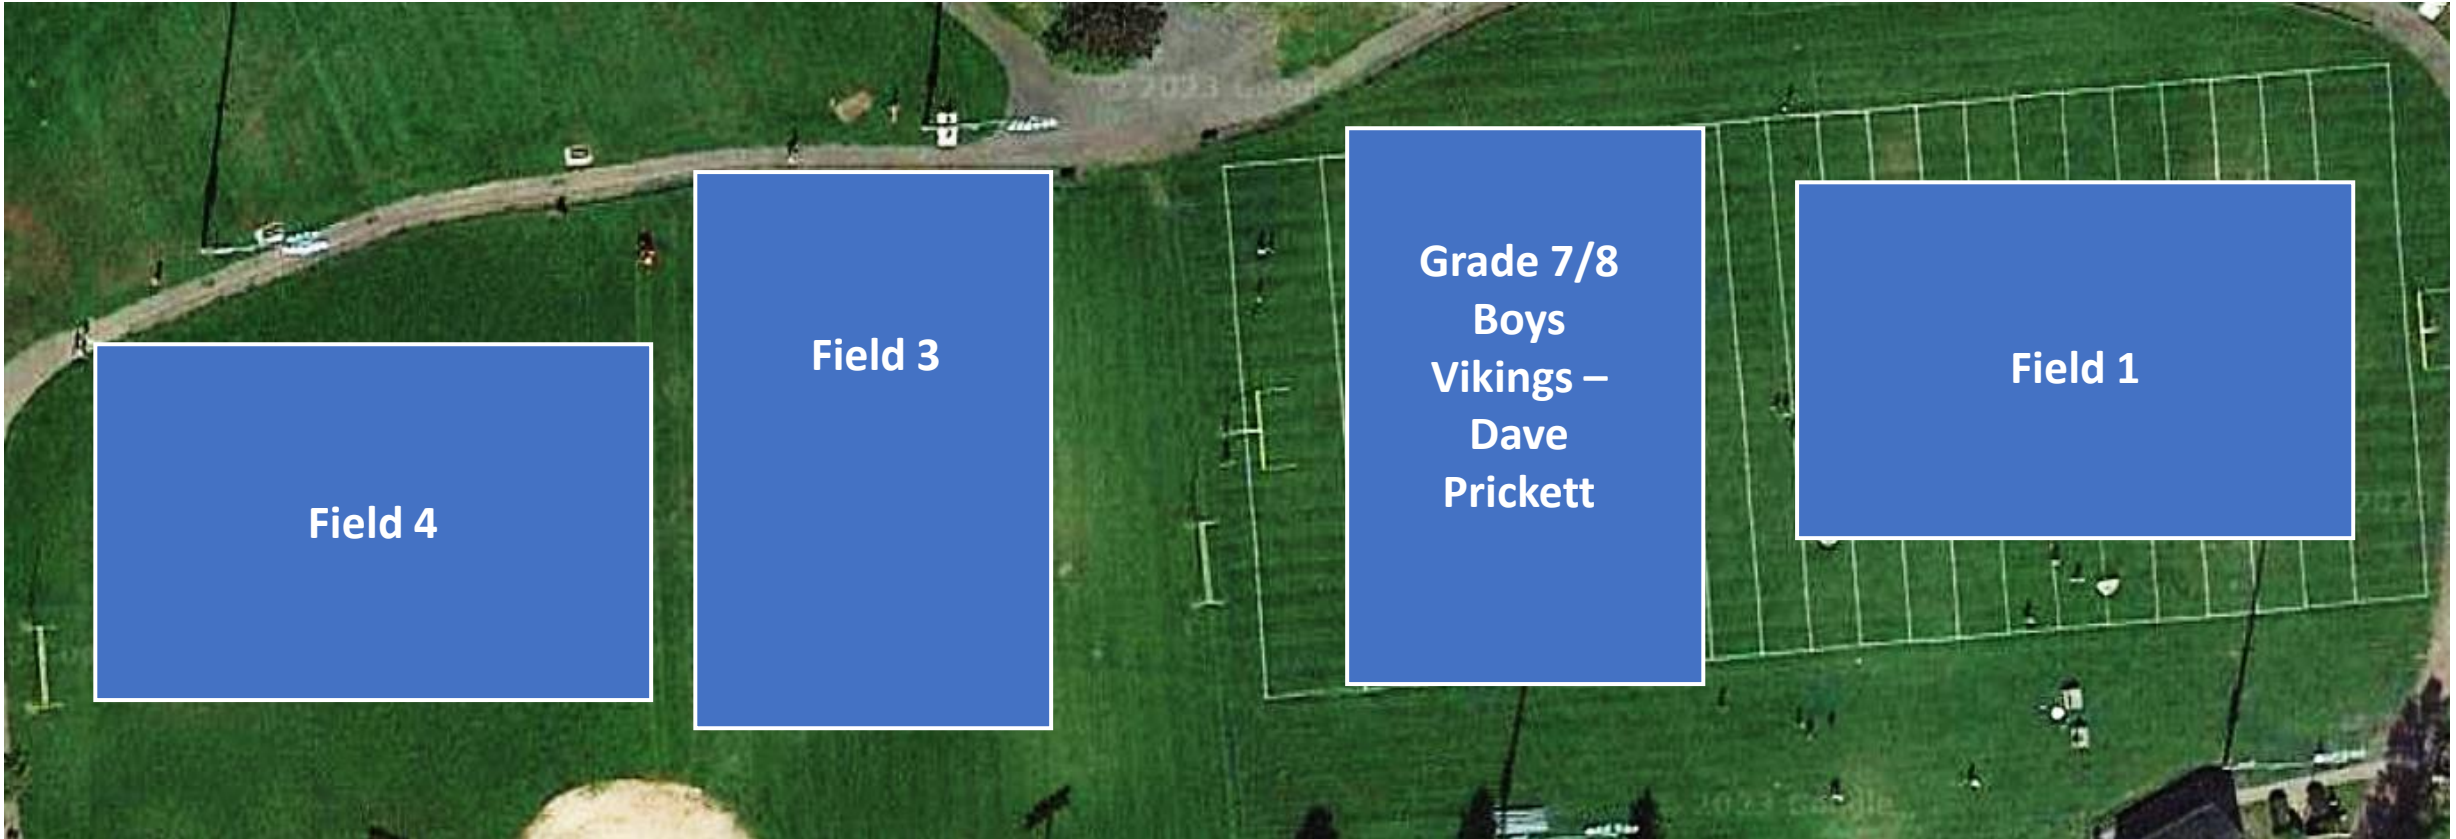 Field 4
Field 3
Grade 7/8
Boys
Vikings –
Dave
Prickett
Field 1